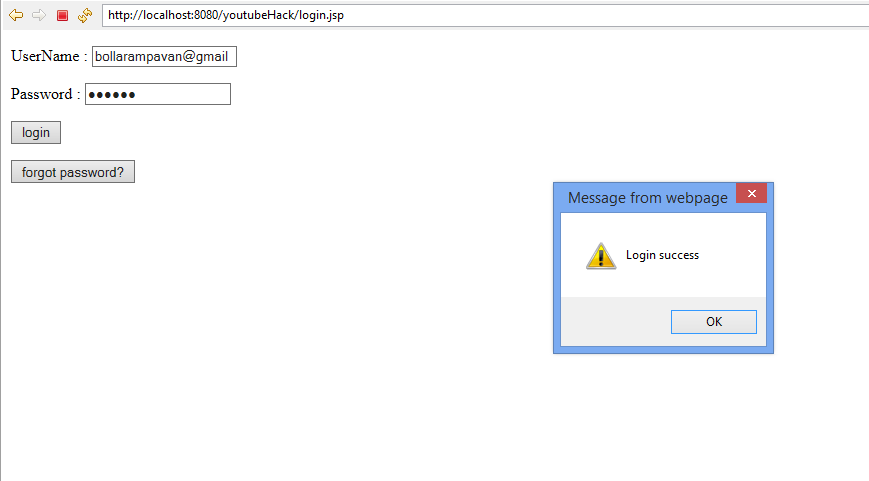 http://localhost:8080/youtubeHack/login.jsp
UserName : bollarampavan@gmail
Password : ●●●●●●
login
forgot password?
Message from webpage
Login success
OK